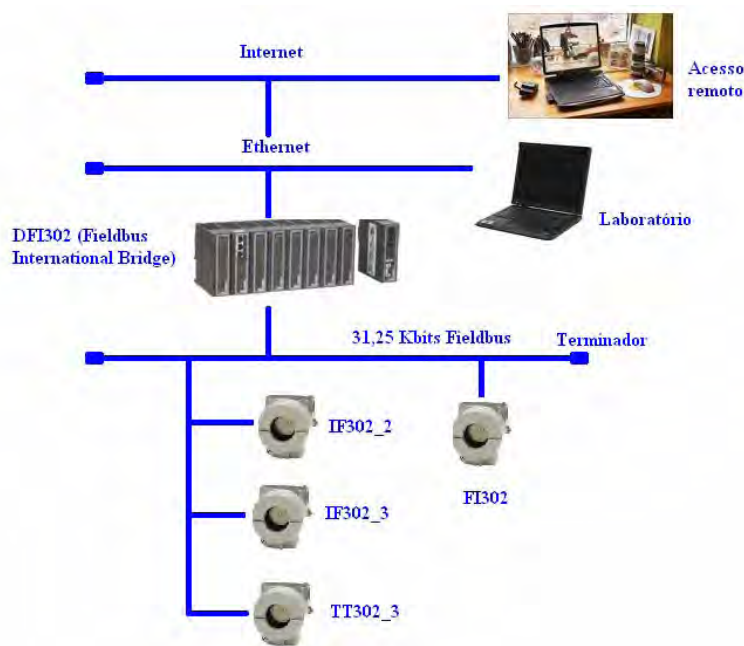 Internet
Acesso
remoto
Ethernet
Laboratório
DFI302 (Fieldbus
International Bridge)
31,25 Kbits Fieldbus
Terminador
IF302_2
FI302
IF302_3
TT302_3